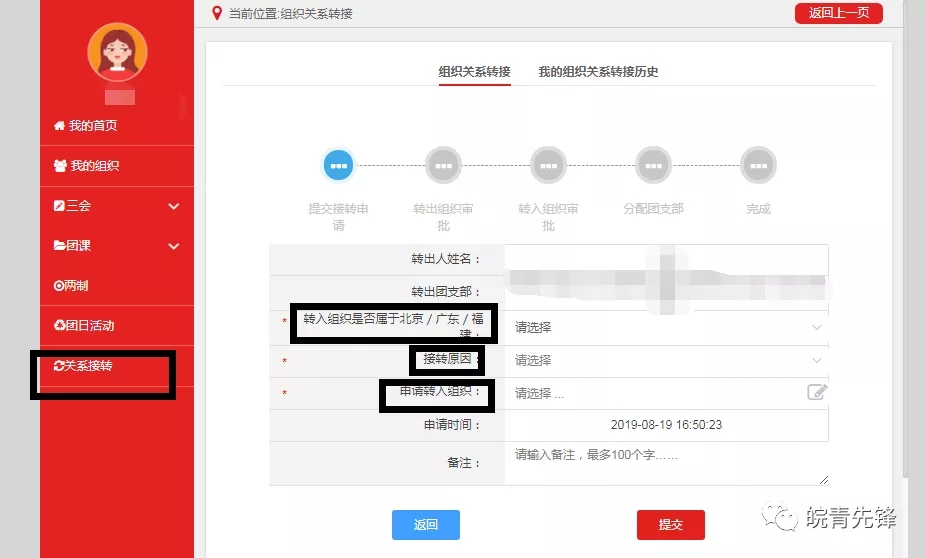 当前位置:组织关系转接
返回上一页
我的首页
我的组织
三会
团课
两制
团日活动
关系接转
组织关系转接
我的组织关系转接历史
提交接转申
请
转出组织审
批
转入组织审
批
分配团支部
完成
转出人姓名：
转出团支部：
* 转入组织是否属于北京/广东/福
建：
请选择
* 接转原因：
请选择
* 申请转入组织：
请选择 ...
申请时间：
2019-08-19 16:50:23
备注：
请输入备注，最多100个字……
返回
提交
皖青先锋